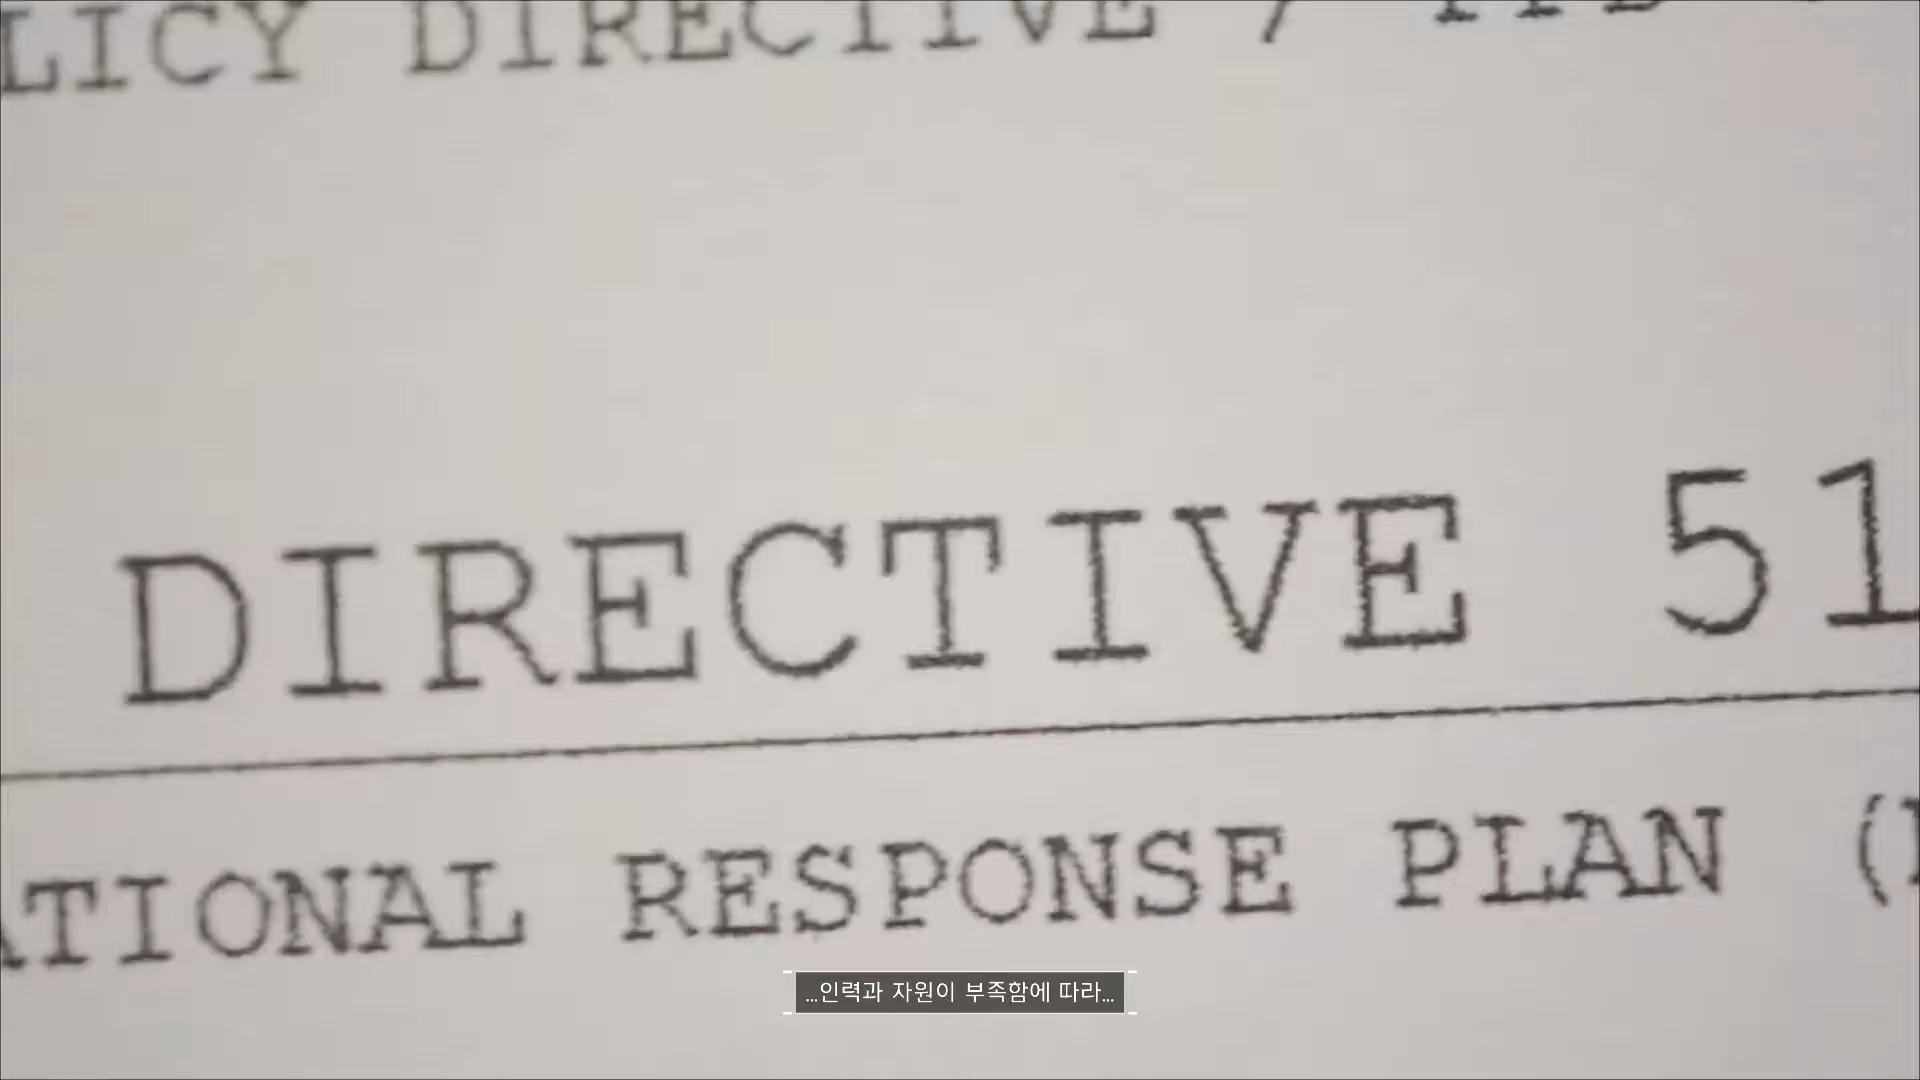 LICY DIRECTIVE /
DIRECTIVE 51
ATIONAL RESPONSE PLAN (
...인력과 자원이 부족함에 따라...